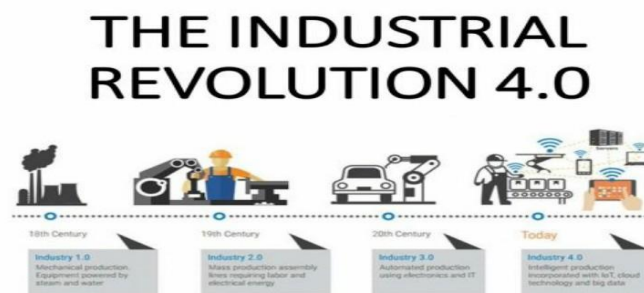 THE INDUSTRIAL
REVOLUTION 4.0
Servers
18th Century
19th Century
20th Century
Today
Industry 1.0
Mechanical production.
Equipment powered by
steam and water
Industry 2.0
Mass production assembly
lines requiring labor and
electrical energy
Industry 3.0
Automated production
using electronics and IT
Industry 4.0
Intelligent production
incorporated with IoT, cloud
technology and big data